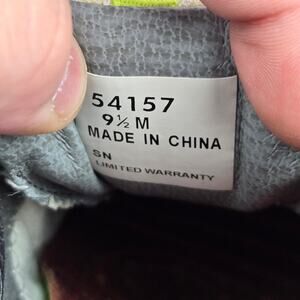 54157
9½ M
MADE IN CHINA
SN
LIMITED WARRANTY